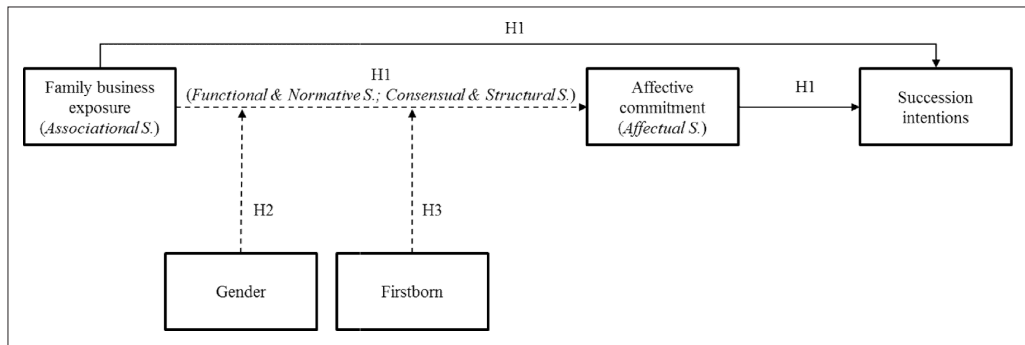 H1
Family business
exposure
(Associational S.)
H1
(Functional & Normative S.; Consensual & Structural S.)
Affective
commitment
(Affectual S.)
H1
Succession
intentions
H2
H3
Gender
Firstborn